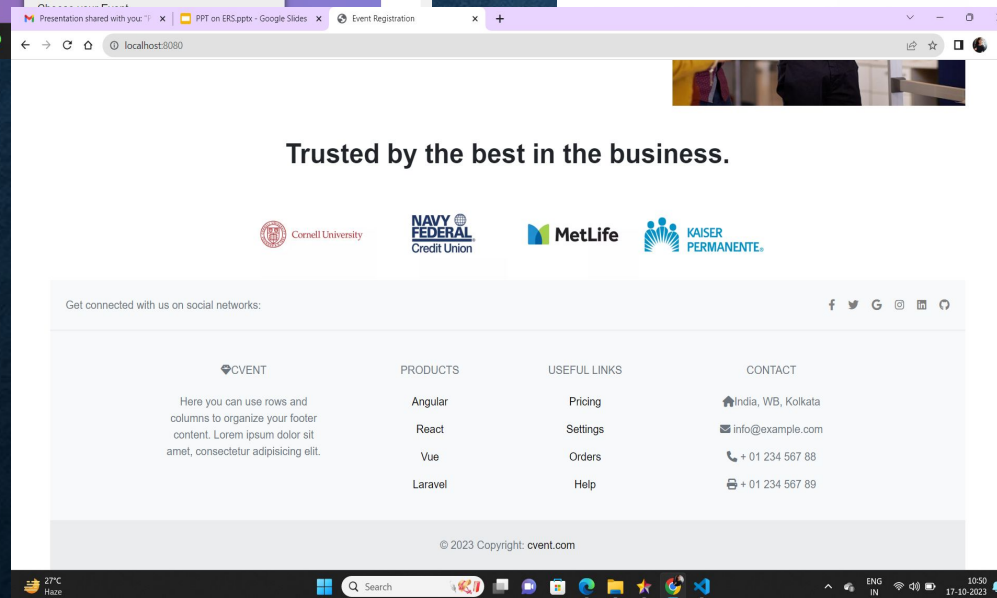 Choose your Event
Presentation shared with you: "P
PPT on ERS.pptx - Google Slides
Event Registration
localhost:8080
Trusted by the best in the business.
Cornell University
NAVY
FEDERAL
Credit Union
MetLife
KAISER
PERMANENTE®
Get connected with us on social networks:
CVENT
Here you can use rows and
columns to organize your footer
content. Lorem ipsum dolor sit
amet, consectetur adipisicing elit.
PRODUCTS
Angular
React
Vue
Laravel
USEFUL LINKS
Pricing
Settings
Orders
Help
CONTACT
India, WB, Kolkata
info@example.com
+ 01 234 567 88
+ 01 234 567 89
© 2023 Copyright: cvent.com
27°C
Haze
Search
ENG
IN
10:50
17-10-2023